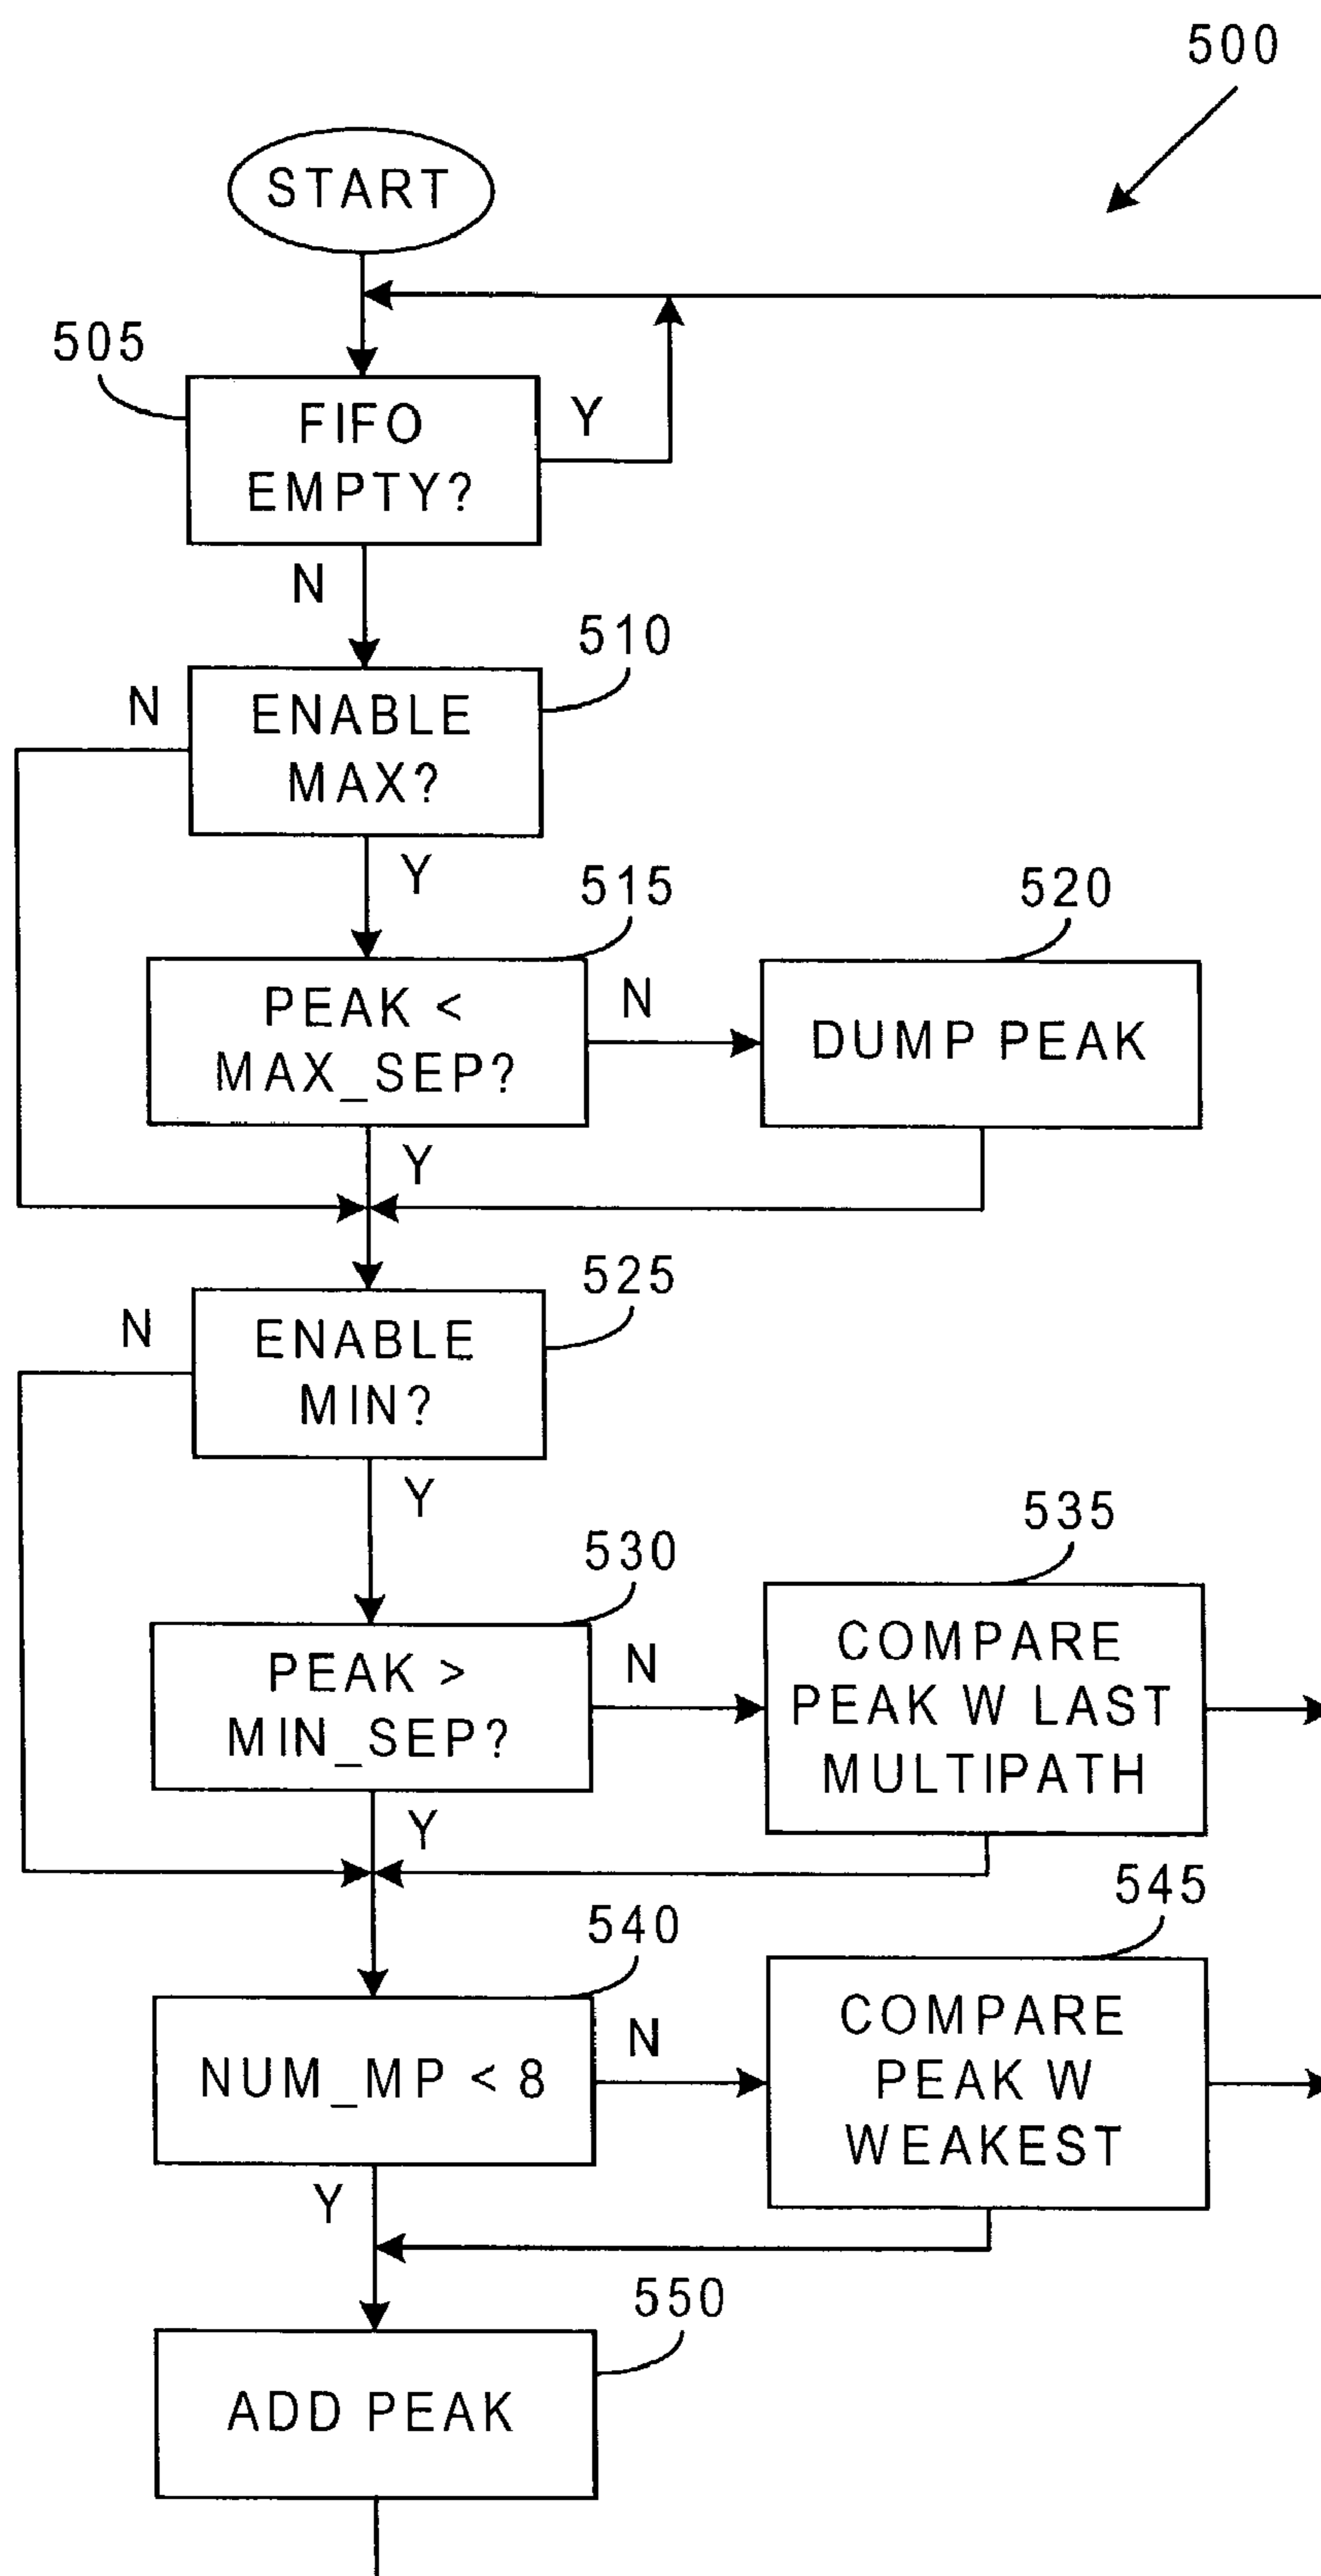 500
START
505
FIFO
EMPTY?
Y
N
510
N
ENABLE
MAX?
Y
515
520
PEAK <
MAX_SEP?
N
DUMP PEAK
Y
525
N
ENABLE
MIN?
Y
530
535
PEAK >
MIN_SEP?
N
COMPARE
PEAK W LAST
MULTIPATH
Y
540
545
NUM_MP < 8
N
COMPARE
PEAK W
WEAKEST
Y
550
ADD PEAK